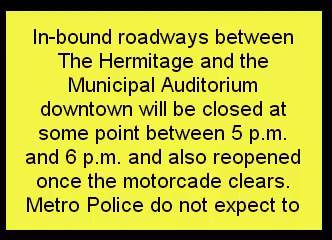 In-bound roadways between
The Hermitage and the
Municipal Auditorium
downtown will be closed at
some point between 5 p.m.
and 6 p.m. and also reopened
once the motorcade clears.
Metro Police do not expect to